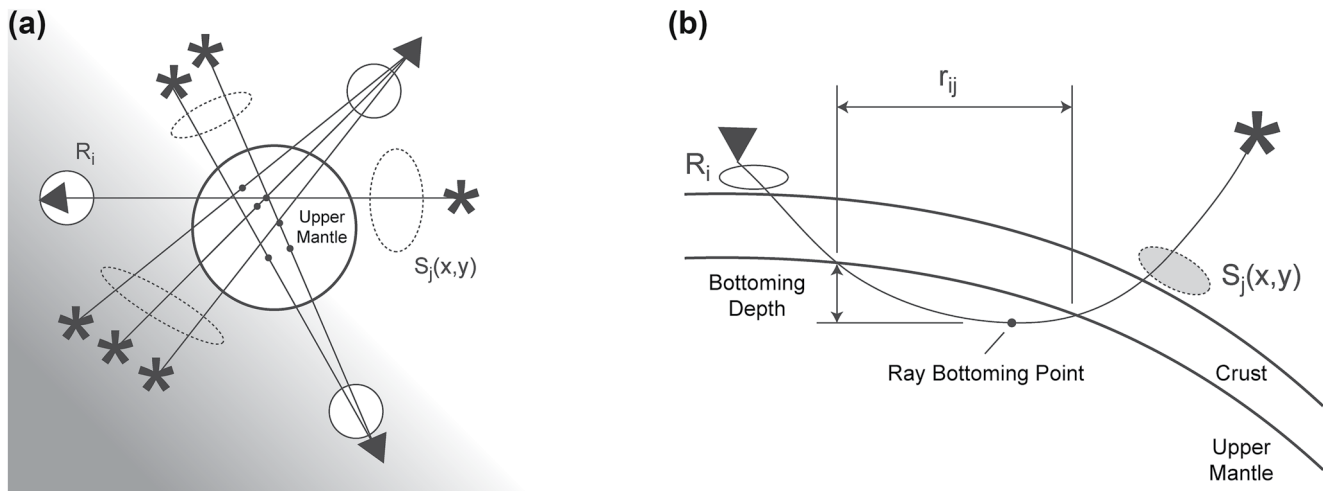 (a)
R_i
Upper
Mantle
S_j(x,y)
(b)
r_ij
R_i
S_j(x,y)
Bottoming
Depth
Ray Bottoming Point
Crust
Upper
Mantle